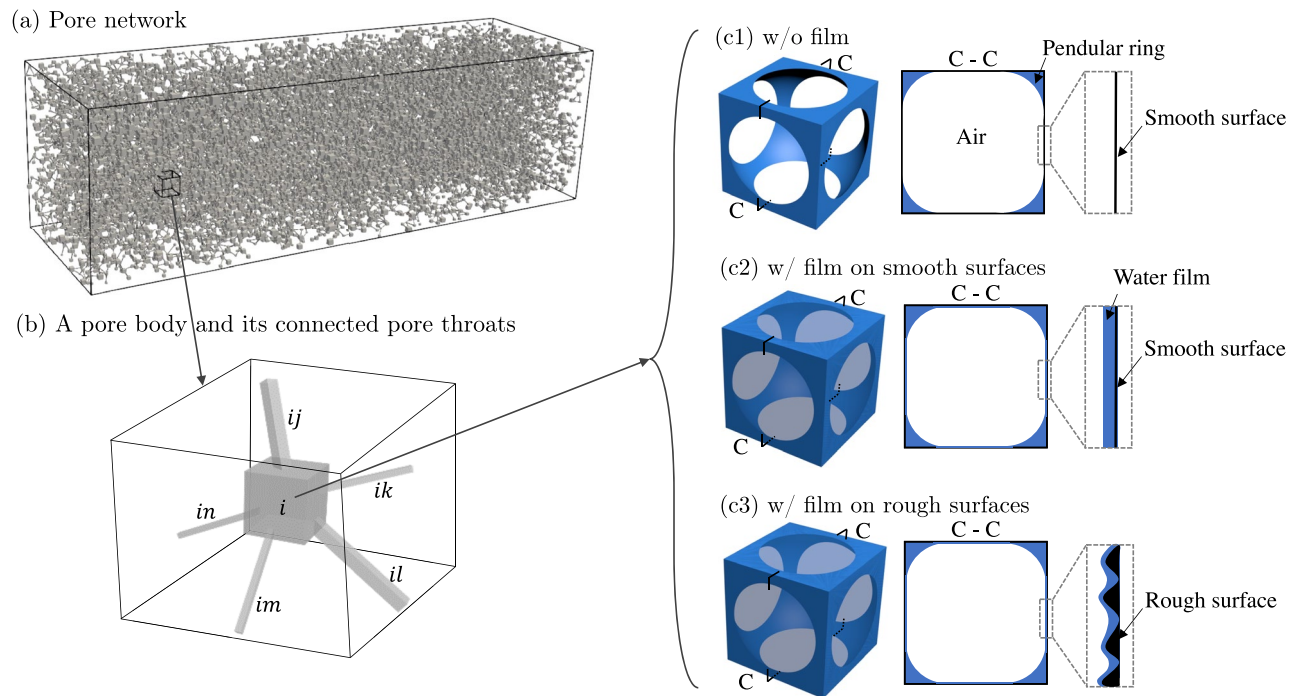 (a) Pore network
(b) A pore body and its connected pore throats
ij
ik
in
i
il
im
(c1) w/o film
C
C - C
Pendular ring
Air
Smooth surface
C
(c2) w/ film on smooth surfaces
C
C - C
Water film
Smooth surface
C
(c3) w/ film on rough surfaces
C
C - C
Rough surface
C